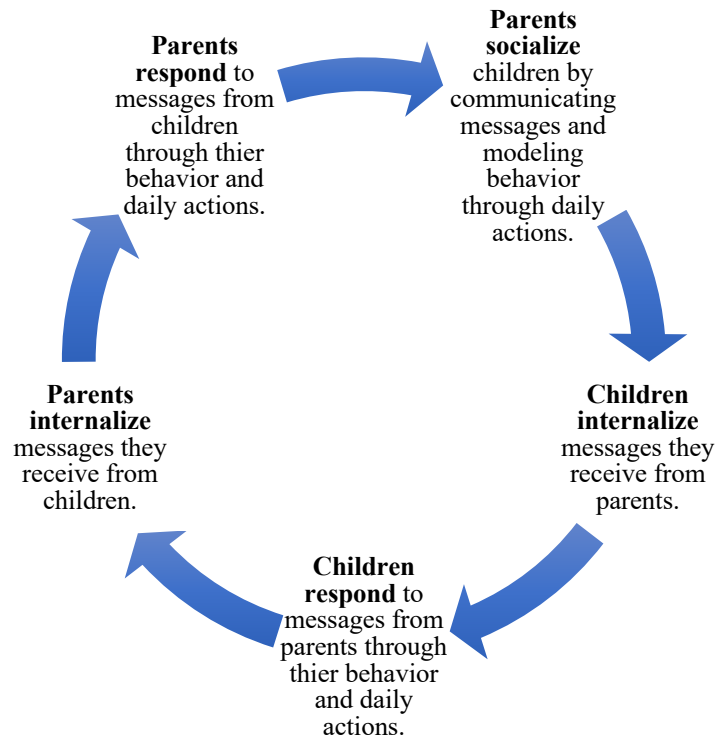 Parents
socialize
children by
communicating
messages and
modeling
behavior
through daily
actions.
Children
internalize
messages they
receive from
parents.
Children
respond to
messages from
parents through
thier behavior
and daily
actions.
Parents
internalize
messages they
receive from
children.
Parents
respond to
messages from
children
through thier
behavior and
daily actions.